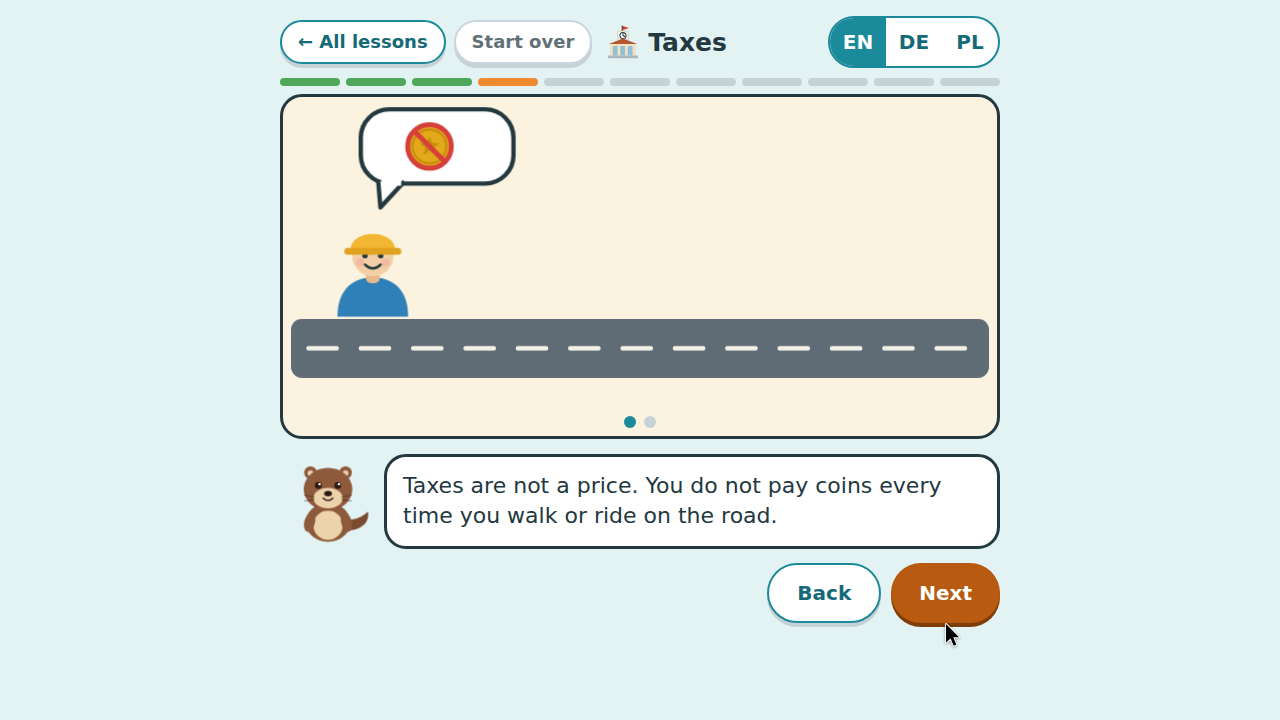 ← All lessons
Start over
Taxes
EN DE PL
Taxes are not a price. You do not pay coins every
time you walk or ride on the road.
Back
Next